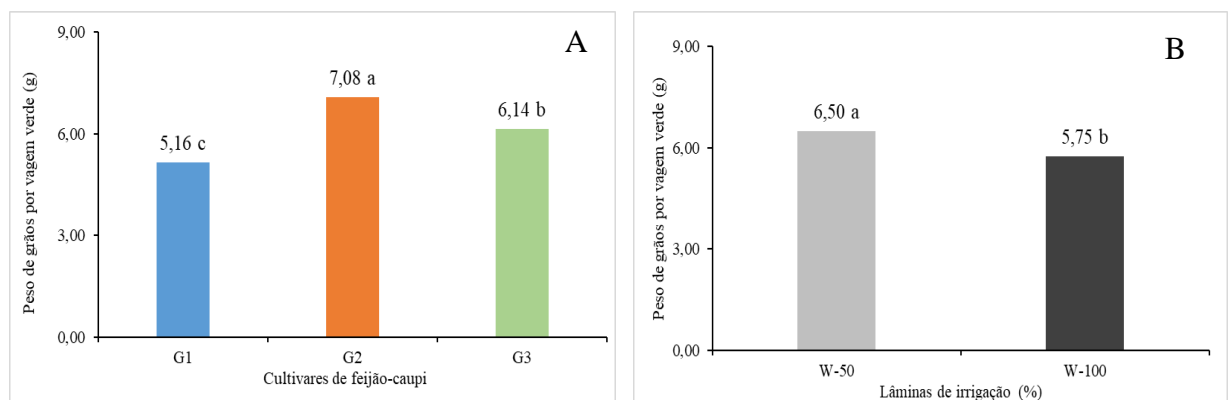 A
Peso de grãos por vagem verde (g)
9,00
6,00
3,00
0,00
5,16 c
7,08 a
6,14 b
G1
G2
G3
Cultivares de feijão-caupi
B
Peso de grãos por vagem verde (g)
9,00
6,00
3,00
0,00
6,50 a
5,75 b
W-50
W-100
Lâminas de irrigação (%)